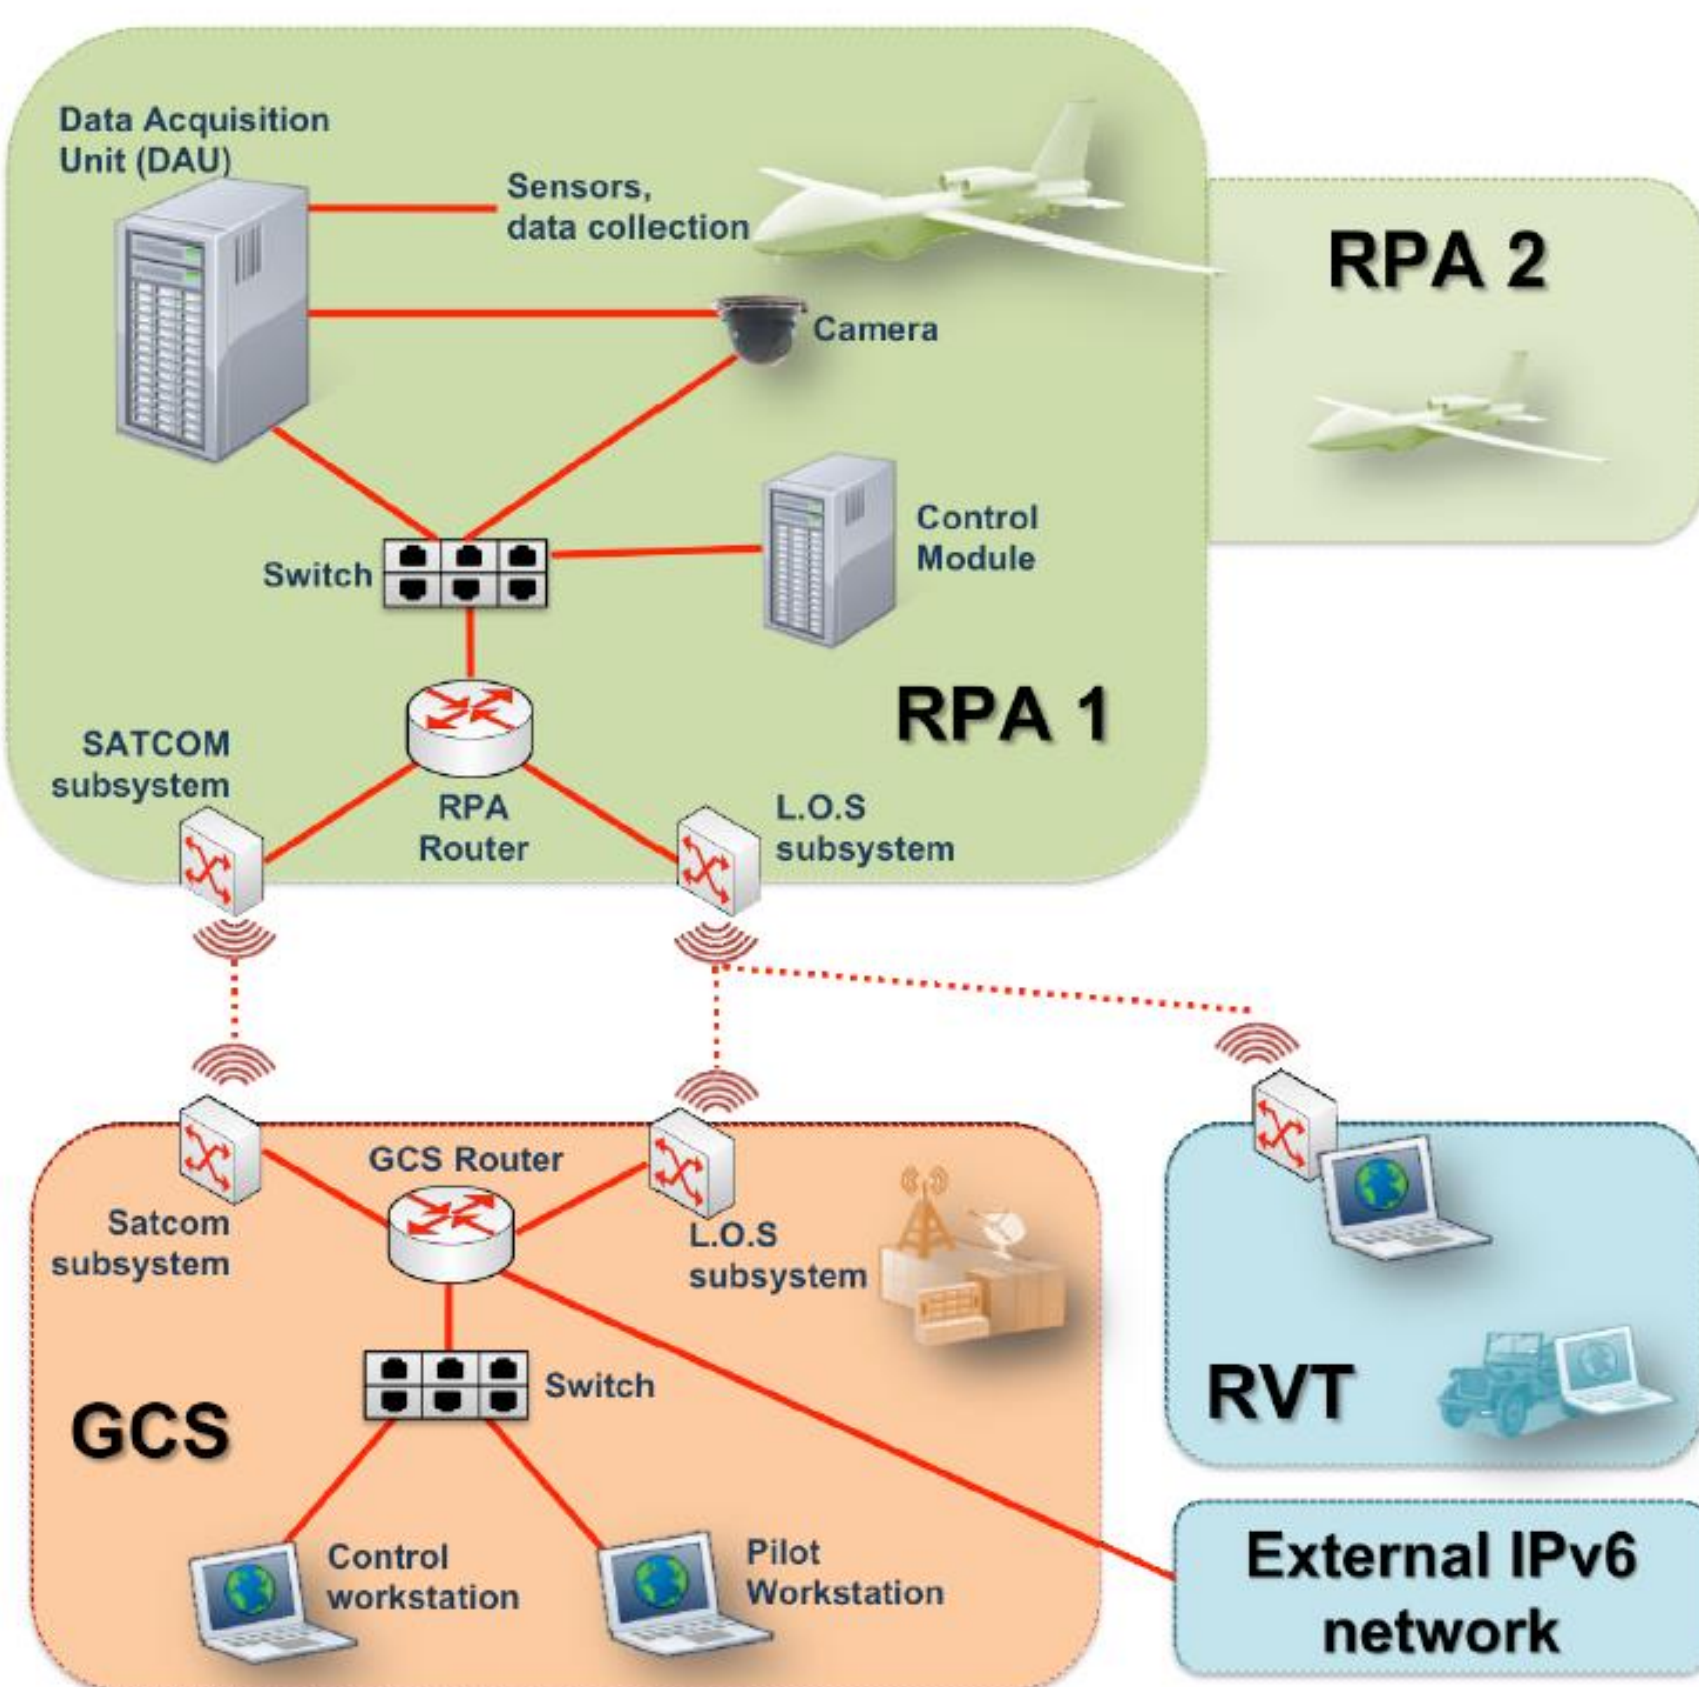 Data Acquisition
Unit (DAU)
Sensors,
data collection
RPA 2
Camera
Control
Module
Switch
RPA 1
SATCOM
subsystem
RPA
Router
L.O.S
subsystem
GCS Router
Satcom
subsystem
L.O.S
subsystem
Switch
GCS
RVT
Control
workstation
Pilot
Workstation
External IPv6
network